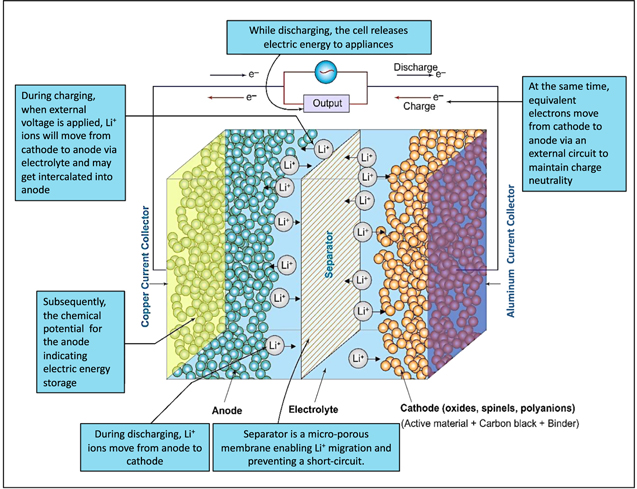 While discharging, the cell releases
electric energy to appliances
Discharge
e⁻
e⁻
e⁻
e⁻
Output
Charge
During charging,
when external
voltage is applied, Li⁺
ions will move from
cathode to anode via
electrolyte and may
get intercalated into
anode
At the same time,
equivalent
electrons move
from cathode to
anode via an
external circuit to
maintain charge
neutrality
Li⁺
Li⁺
Li⁺
Li⁺
Li⁺
Li⁺
Li⁺
Li⁺
Li⁺
Li⁺
Li⁺
Li⁺
Li⁺
Copper Current Collector
Separator
Aluminum Current Collector
Subsequently,
the chemical
potential for
the anode
indicating
electric energy
storage
Anode
Electrolyte
Cathode (oxides, spinels, polyanions)
(Active material + Carbon black + Binder)
During discharging, Li⁺
ions move from anode to
cathode
Separator is a micro-porous
membrane enabling Li⁺ migration and
preventing a short-circuit.